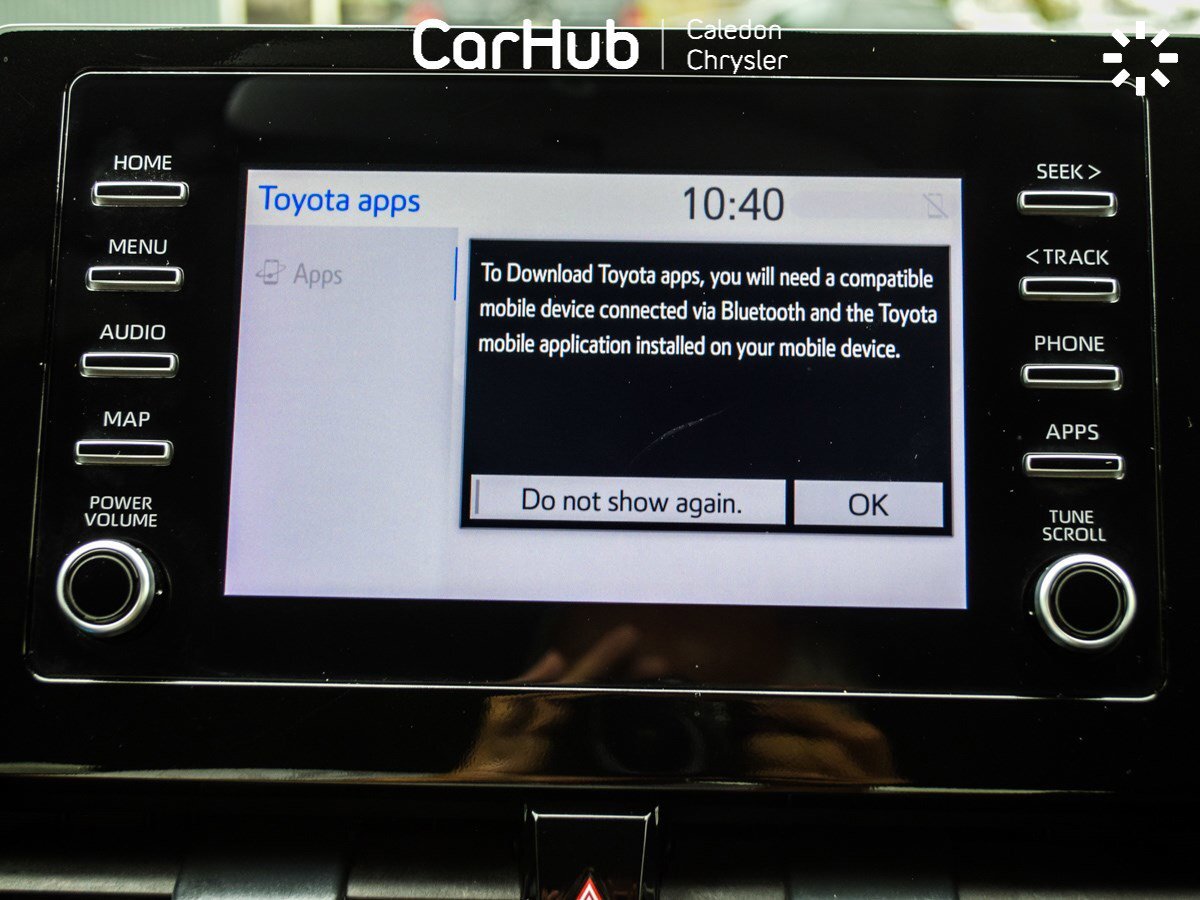 CarHub
Caledon
Chrysler
HOME
MENU
AUDIO
MAP
POWER
VOLUME
Toyota apps
10:40
Apps
To Download Toyota apps, you will need a compatible
mobile device connected via Bluetooth and the Toyota
mobile application installed on your mobile device.
Do not show again.
OK
SEEK >
< TRACK
PHONE
APPS
TUNE
SCROLL